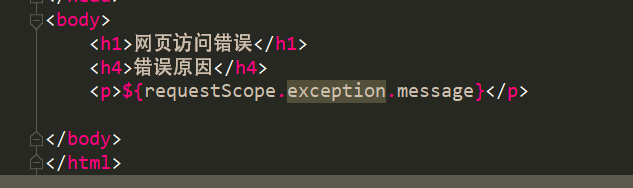 <body>
<h1>网页访问错误</h1>
<h4>错误原因</h4>
<p>${requestScope.exception.message}</p>
</body>
</html>